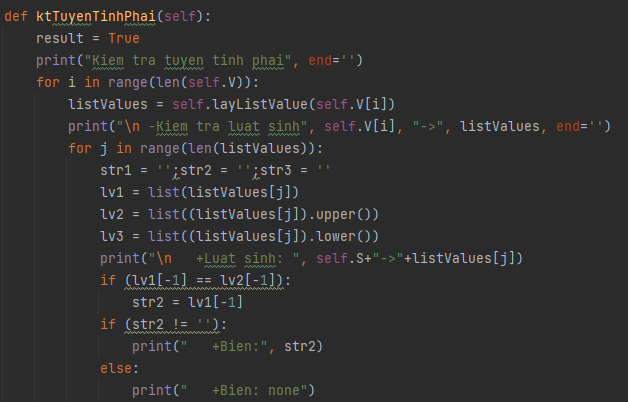 def ktTuyenTinhPhai(self):
    result = True
    print("Kiem tra tuyen tinh phai", end='')
    for i in range(len(self.V)):
        listValues = self.layListValue(self.V[i])
        print("\n -Kiem tra luat sinh", self.V[i], "->", listValues, end='')
        for j in range(len(listValues)):
            str1 = '';str2 = '';str3 = ''
            lv1 = list(listValues[j])
            lv2 = list((listValues[j]).upper())
            lv3 = list((listValues[j]).lower())
            print("\n   +Luat sinh: ", self.S+"->"+listValues[j])
            if (lv1[-1] == lv2[-1]):
                str2 = lv1[-1]
            if (str2 != ''):
                print("   +Bien:", str2)
            else:
                print("   +Bien: none")